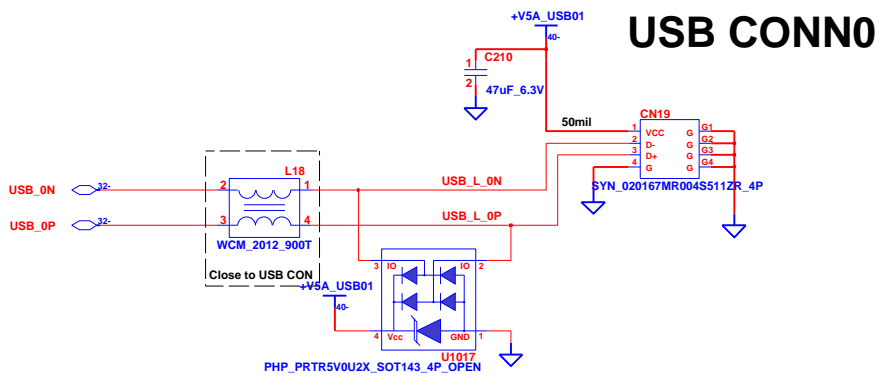 USB CONN0
+V5A_USB01
40-
1
C210
2
47uF_6.3V
50mil
CN19
1 VCC G G1
2 D- G G2
3 D+ G G3
4 G G G4
SYN_020167MR004S511ZR_4P
L18
USB_0N 32- 2 1 USB_L_0N
USB_0P 32- 3 4 USB_L_0P
WCM_2012_900T
Close to USB CON
3 IO IO 2
+V5A_USB01
40-
4 Vcc GND 1
U1017
PHP_PRTR5V0U2X_SOT143_4P_OPEN